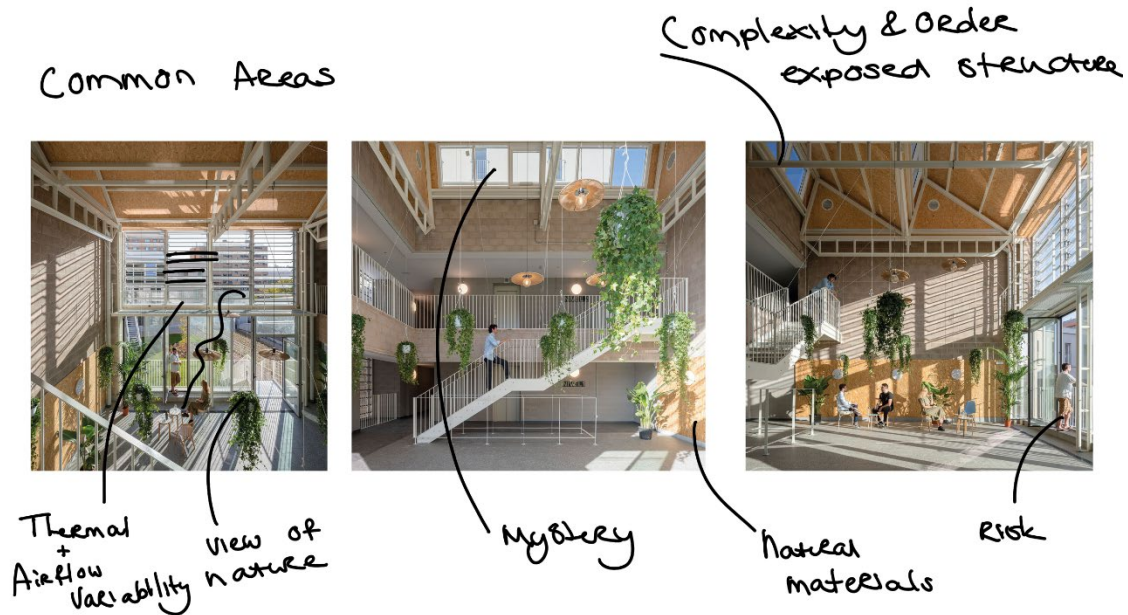 Common Areas
Complexity & Order
exposed structure
Thermal
+
Airflow
Variability
view of
nature
Mystery
Natural
materials
Risk